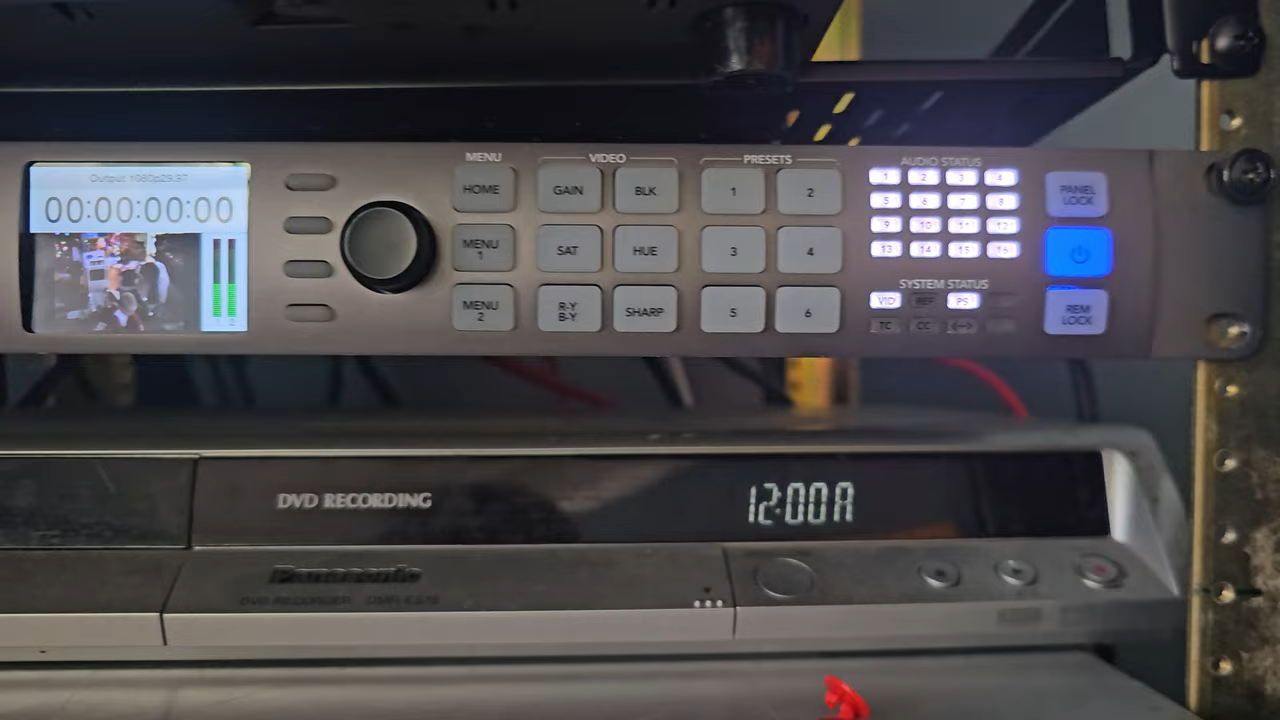 Output 1080p29.97
00:00:00:00
1 2
MENU
HOME
MENU
1
MENU
2
VIDEO
GAIN BLK
SAT HUE
R-Y
B-Y
SHARP
PRESETS
1 2
3 4
5 6
AUDIO STATUS
1 2 3 4
5 6 7 8
9 10 11 12
13 14 15 16
SYSTEM STATUS
VID REF PS
TC CC <-->
PANEL
LOCK
REM
LOCK
DVD RECORDING
12:00A
Panasonic
DVD RECORDER